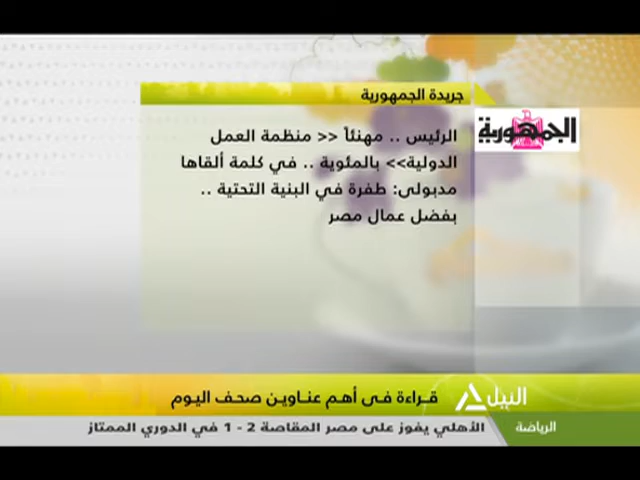 جريدة الجمهورية
الجمهورية
الرئيس .. مهنئاً << منظمة العمل
الدولية>> بالمئوية .. في كلمة ألقاها
مدبولى: طفرة في البنية التحتية ..
بفضل عمال مصر
النيل
قراءة فى أهم عناوين صحف اليوم
الرياضة
الأهلي يفوز على مصر المقاصة 2 - 1 في الدوري الممتاز